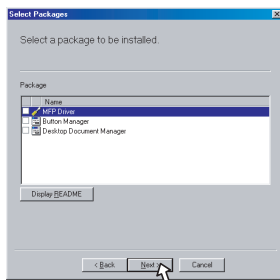 Select Packages
Select a package to be installed.
Package
Name
MFP Driver
Button Manager
Desktop Document Manager
Display README
< Back
Next >
Cancel